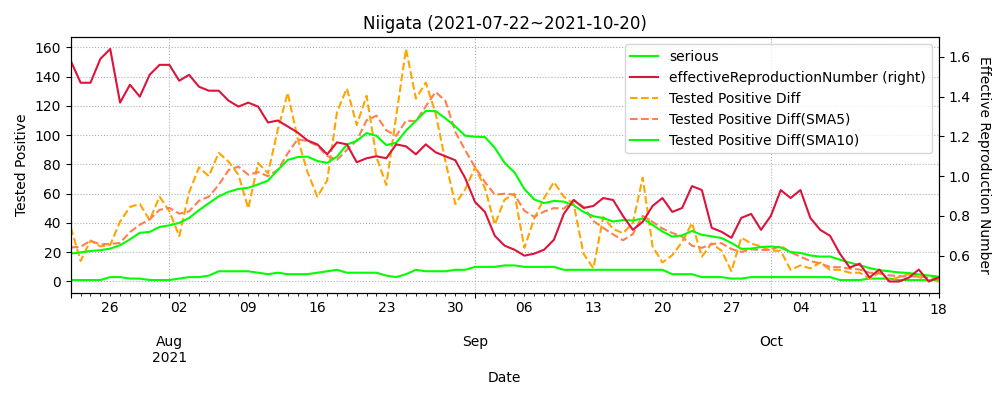 Niigata (2021-07-22~2021-10-20)
serious
effectiveReproductionNumber (right)
Tested Positive Diff
Tested Positive Diff(SMA5)
Tested Positive Diff(SMA10)
Tested Positive
160
140
120
100
80
60
40
20
0
1.6
1.4
1.2
1.0
0.8
0.6
Effective Reproduction Number
26 02 09 16 23 30 06 13 20 27 04 11 18
Aug Sep Oct
2021
Date